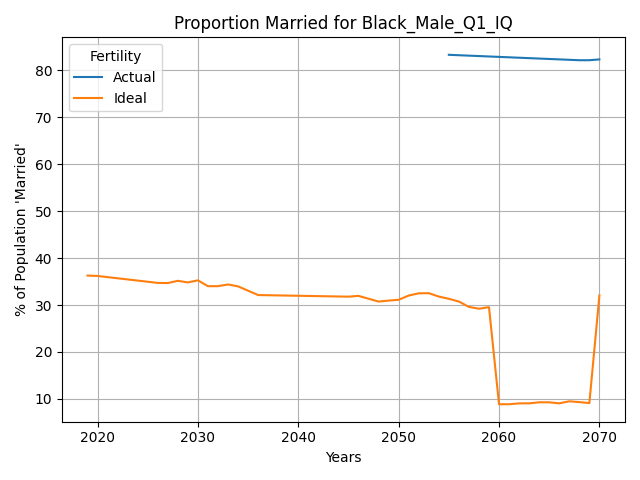 Proportion Married for Black_Male_Q1_IQ
Fertility
Actual
Ideal
% of Population 'Married'
80
70
60
50
40
30
20
10
2020 2030 2040 2050 2060 2070
Years